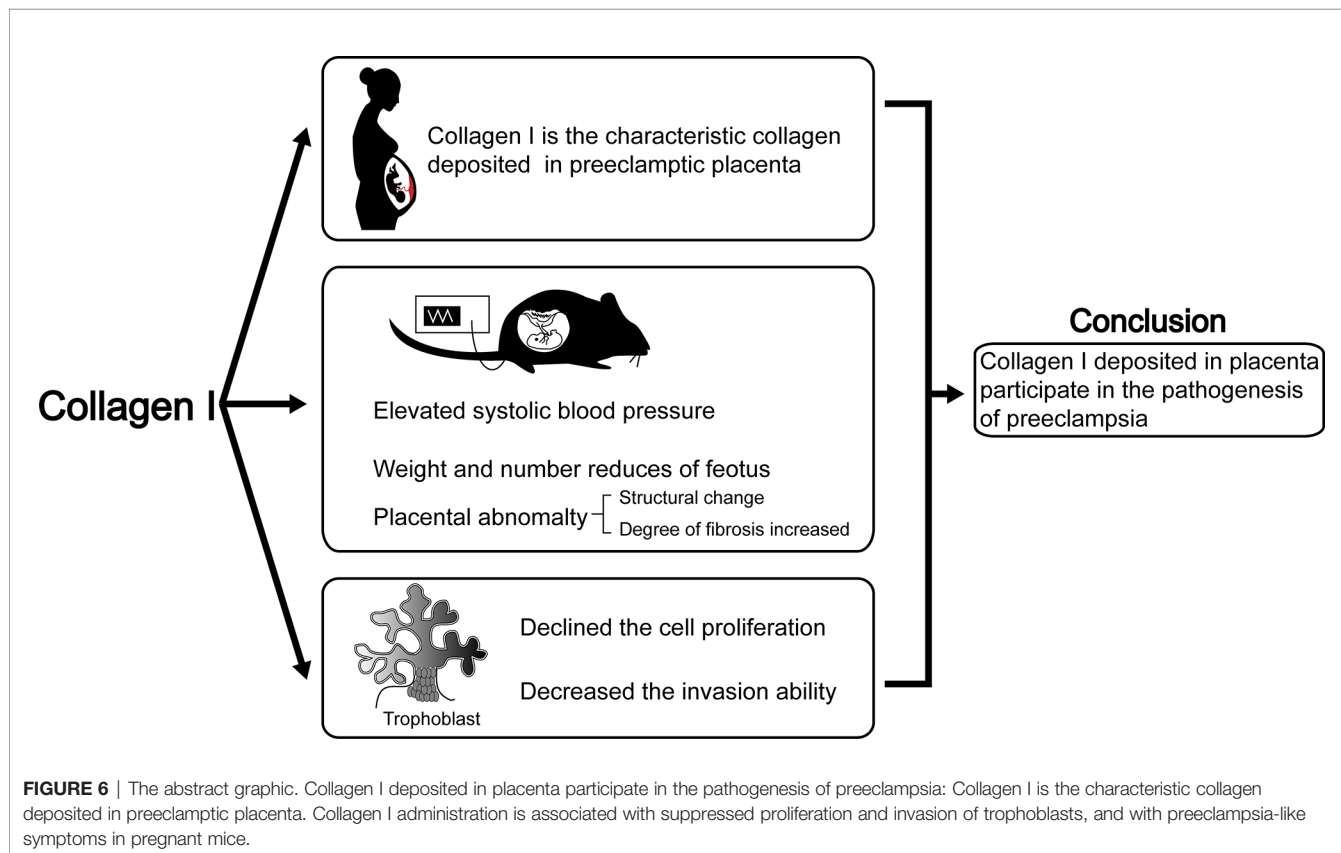 Collagen I is the characteristic collagen
deposited in preeclamptic placenta
Collagen I
Elevated systolic blood pressure
Weight and number reduces of feotus
Placental abnomalty
Structural change
Degree of fibrosis increased
Declined the cell proliferation
Decreased the invasion ability
Trophoblast
Conclusion
Collagen I deposited in placenta
participate in the pathogenesis
of preeclampsia
FIGURE 6 | The abstract graphic. Collagen I deposited in placenta participate in the pathogenesis of preeclampsia: Collagen I is the characteristic collagen
deposited in preeclamptic placenta. Collagen I administration is associated with suppressed proliferation and invasion of trophoblasts, and with preeclampsia-like
symptoms in pregnant mice.